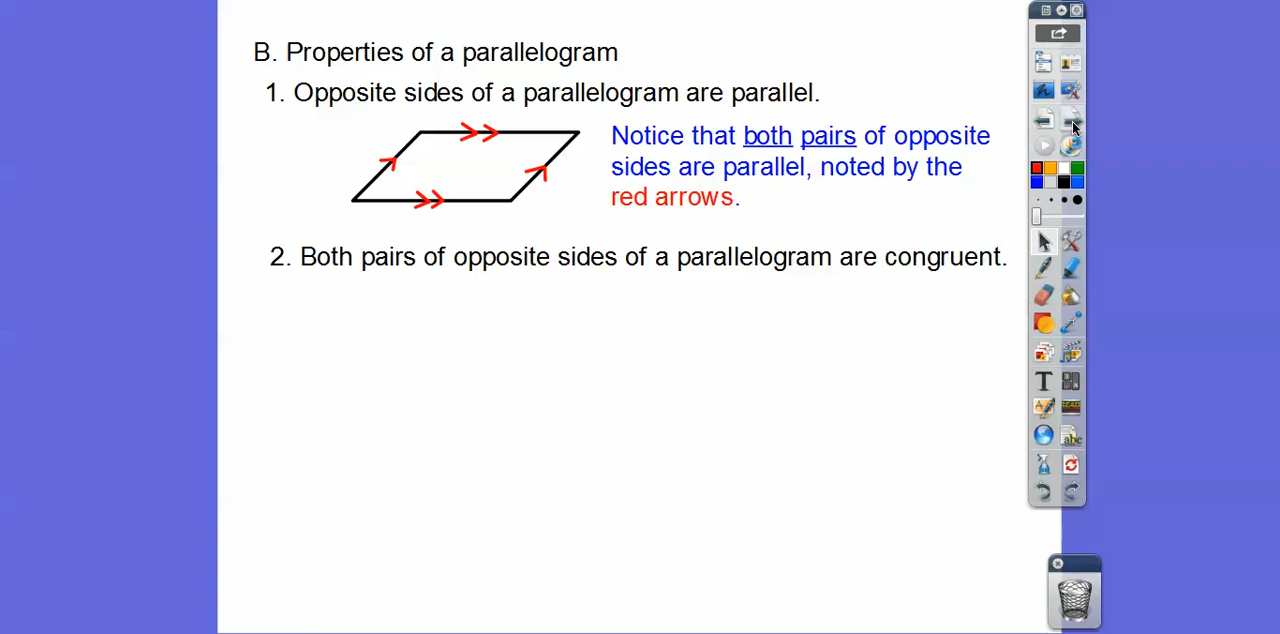 B. Properties of a parallelogram
1. Opposite sides of a parallelogram are parallel.
Notice that both pairs of opposite
sides are parallel, noted by the
red arrows.
2. Both pairs of opposite sides of a parallelogram are congruent.